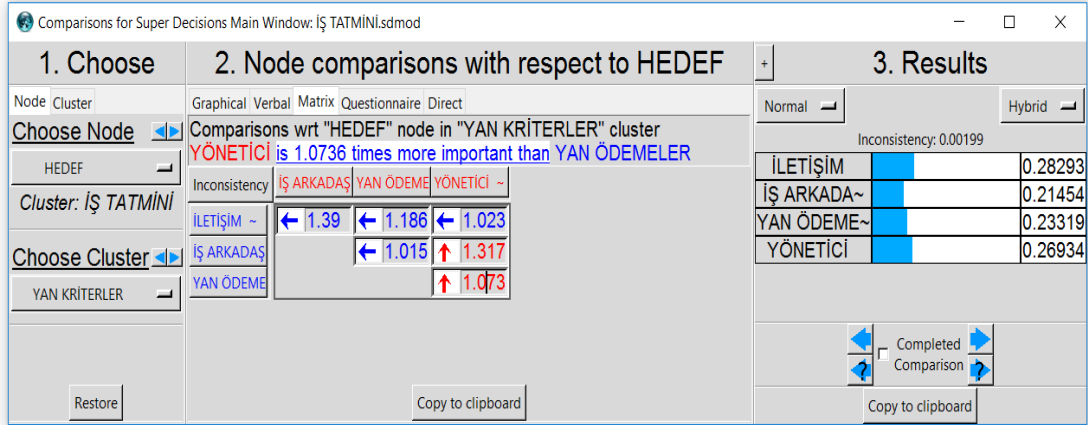 Comparisons for Super Decisions Main Window: İŞ TATMİNİ.sdmod
1. Choose
Node Cluster
Choose Node
HEDEF
Cluster: İŞ TATMİNİ
Choose Cluster
YAN KRİTERLER
Restore
2. Node comparisons with respect to HEDEF
Graphical Verbal Matrix Questionnaire Direct
Comparisons wrt "HEDEF" node in "YAN KRİTERLER" cluster
YÖNETİCİ is 1.0736 times more important than YAN ÖDEMELER
Inconsistency İŞ ARKADAŞ YAN ÖDEME YÖNETİCİ ~
İLETİŞİM ~ 1.39 1.186 1.023
İŞ ARKADAŞ 1.015 1.317
YAN ÖDEME 1.073
Copy to clipboard
+ 3. Results
Normal Hybrid
Inconsistency: 0.00199
İLETİŞİM 0.28293
İŞ ARKADA~ 0.21454
YAN ÖDEME~ 0.23319
YÖNETİCİ 0.26934
Completed
Comparison
? ?
Copy to clipboard